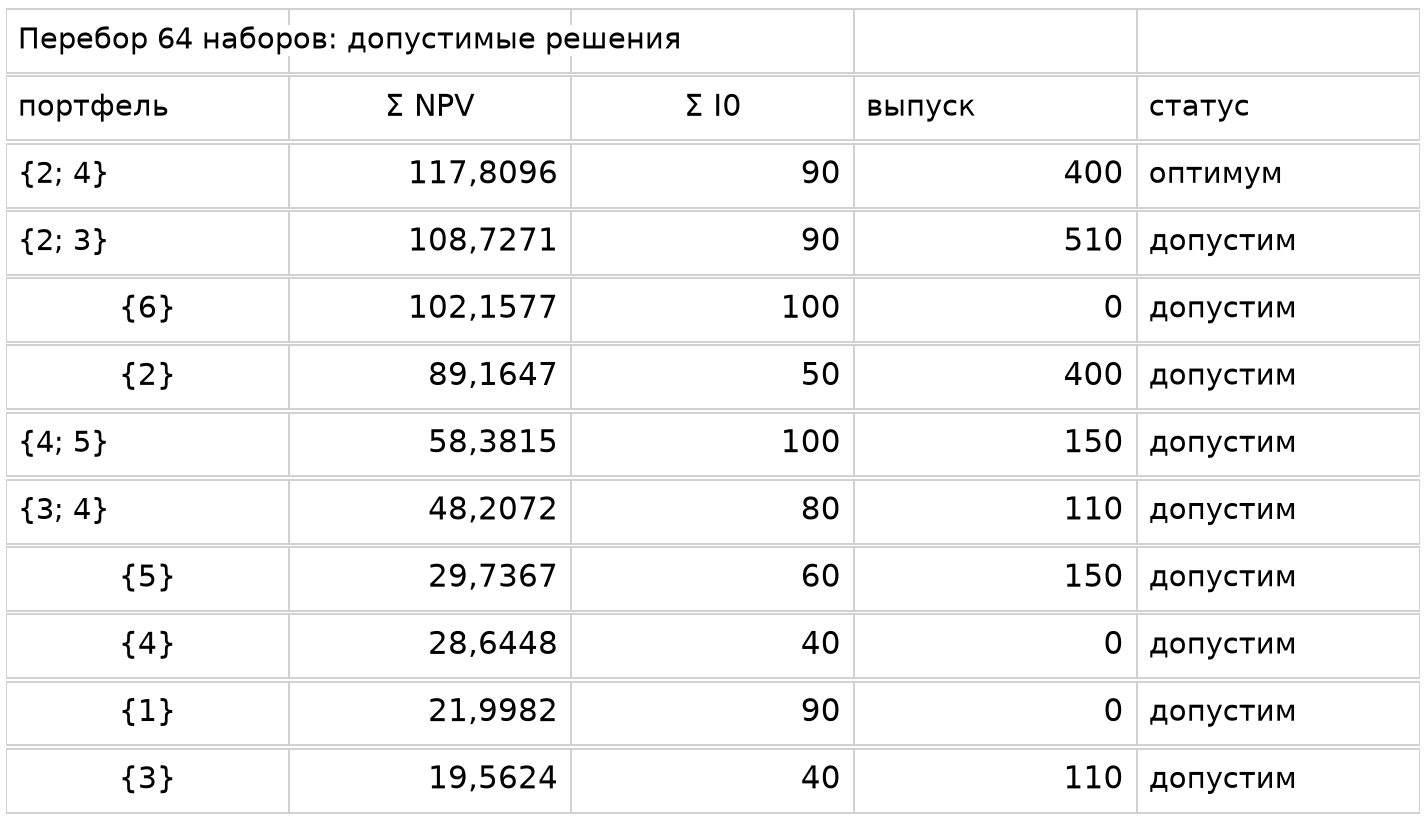 Перебор 64 наборов: допустимые решения
портфель Σ NPV Σ I0 выпуск статус
{2; 4} 117,8096 90 400 оптимум
{2; 3} 108,7271 90 510 допустим
{6} 102,1577 100 0 допустим
{2} 89,1647 50 400 допустим
{4; 5} 58,3815 100 150 допустим
{3; 4} 48,2072 80 110 допустим
{5} 29,7367 60 150 допустим
{4} 28,6448 40 0 допустим
{1} 21,9982 90 0 допустим
{3} 19,5624 40 110 допустим